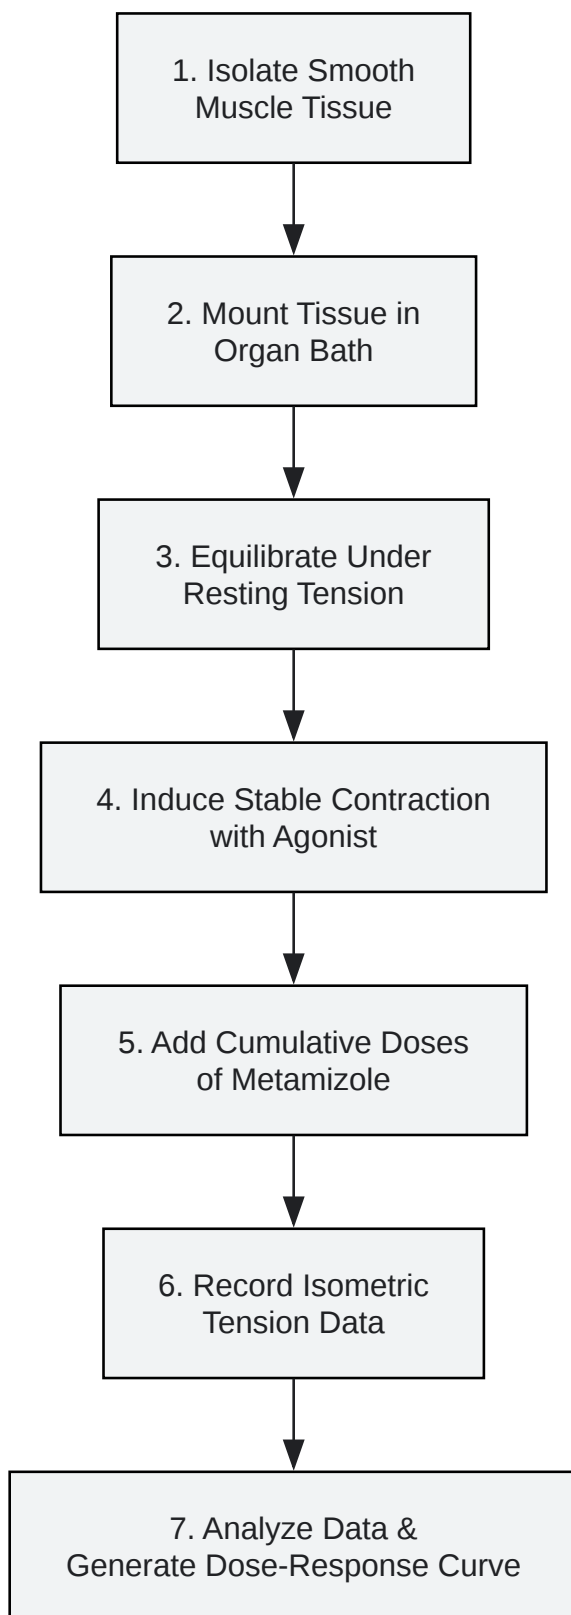 1. Isolate Smooth
Muscle Tissue
2. Mount Tissue in
Organ Bath
3. Equilibrate Under
Resting Tension
4. Induce Stable Contraction
with Agonist
5. Add Cumulative Doses
of Metamizole
6. Record Isometric
Tension Data
7. Analyze Data &
Generate Dose-Response Curve